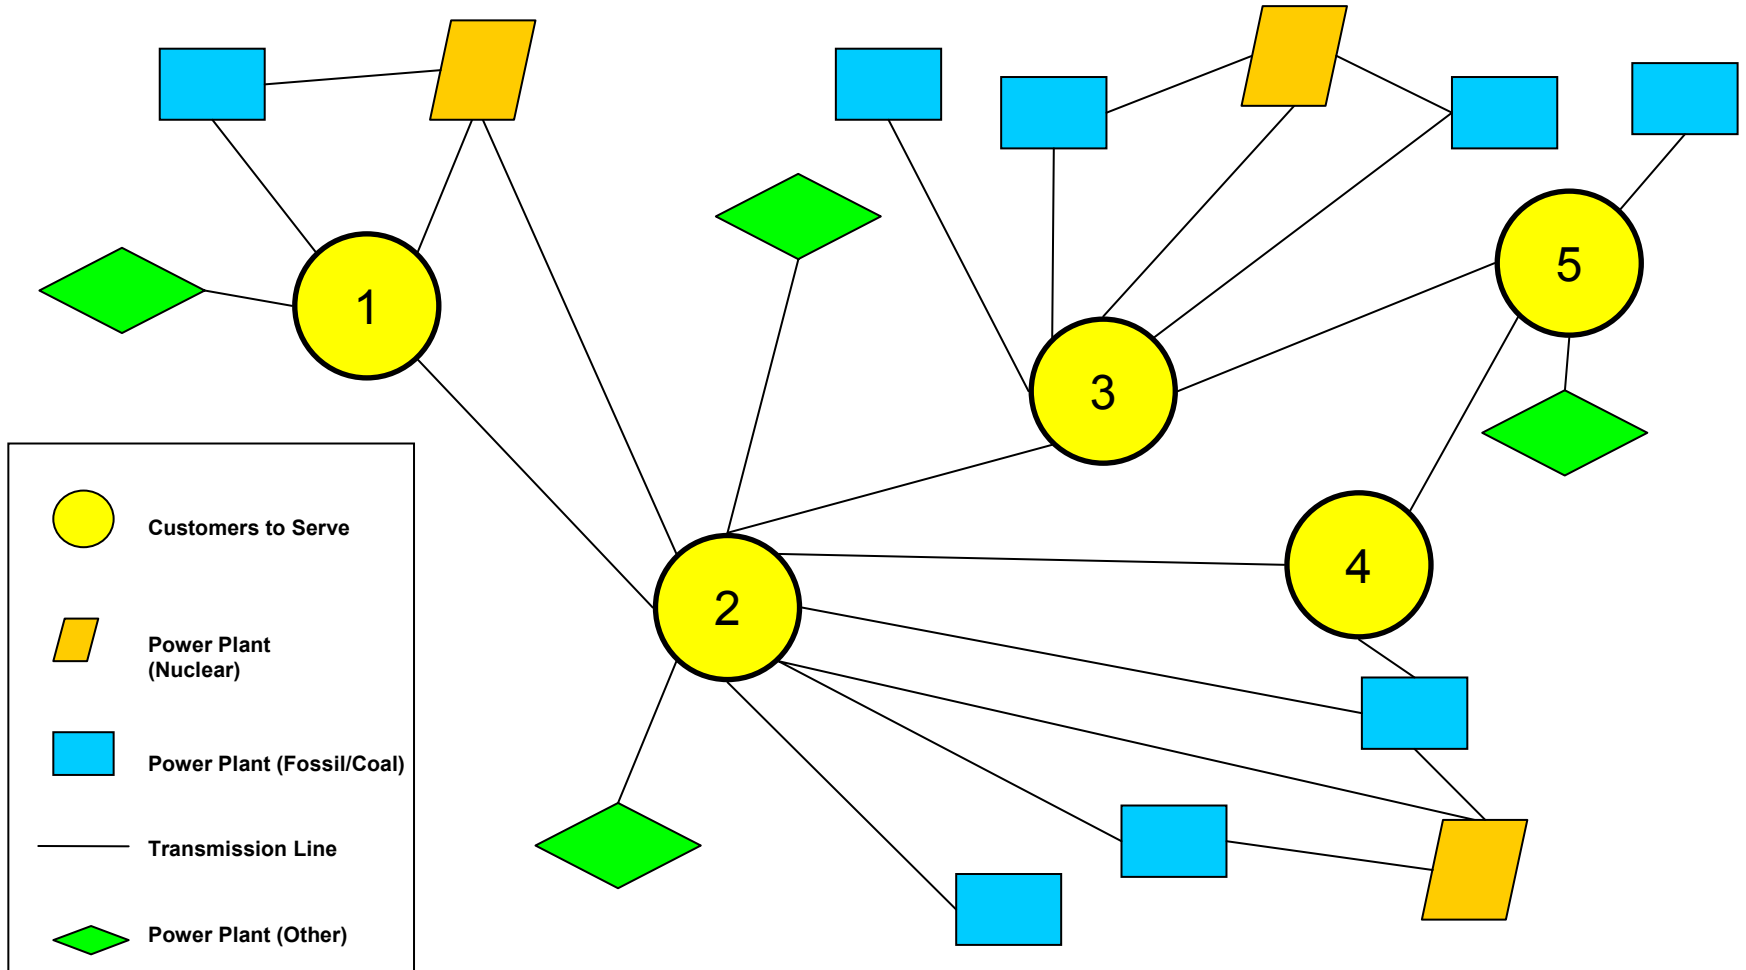 1
2
3
4
5
Customers to Serve
Power Plant
(Nuclear)
Power Plant (Fossil/Coal)
Transmission Line
Power Plant (Other)